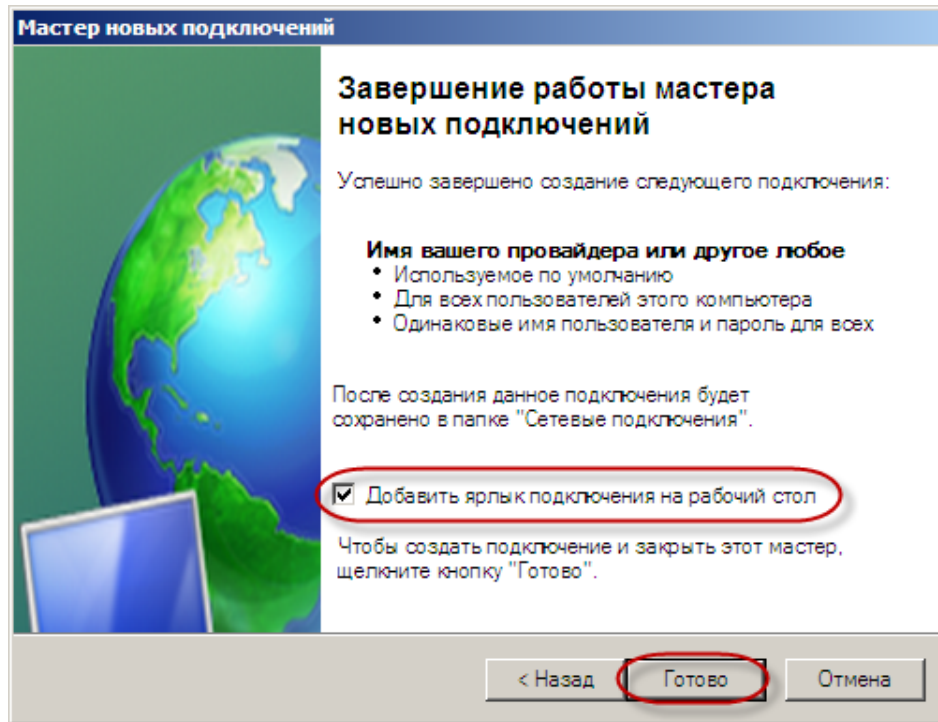 Мастер новых подключений
Завершение работы мастера
новых подключений
Успешно завершено создание следующего подключения:
Имя вашего провайдера или другое любое
• Используемое по умолчанию
• Для всех пользователей этого компьютера
• Одинаковые имя пользователя и пароль для всех
После создания данное подключения будет
сохранено в папке "Сетевые подключения".
Добавить ярлык подключения на рабочий стол
Чтобы создать подключение и закрыть этот мастер,
щелкните кнопку "Готово".
< Назад
Готово
Отмена